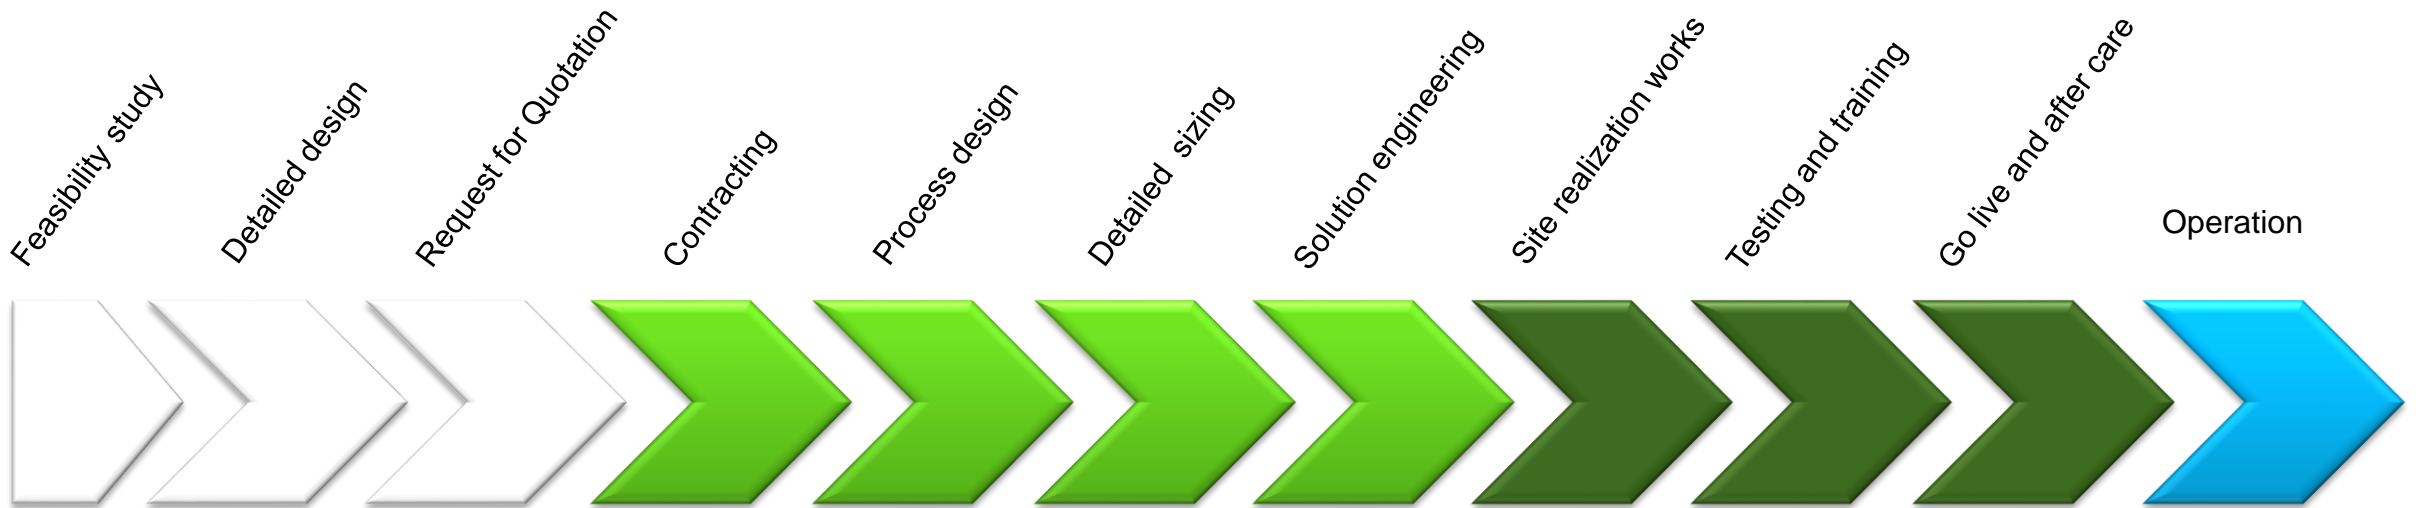 Feasibility study
Detailed design
Request for Quotation
Contracting
Process design
Detailed  sizing
Solution engineering
Site realization works
Testing and training
Go live and after care
Operation